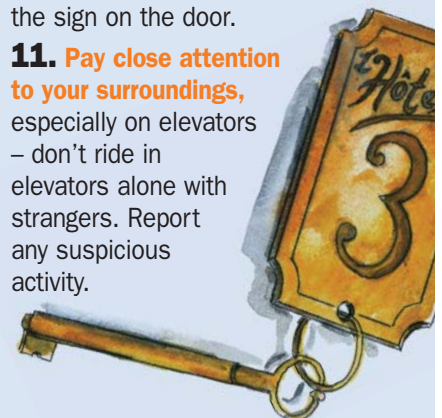 the sign on the door.
11. Pay close attention
to your surroundings,
especially on elevators
– don't ride in
elevators alone with
strangers. Report
any suspicious
activity.
3